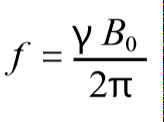 f = γ B₀ / 2π